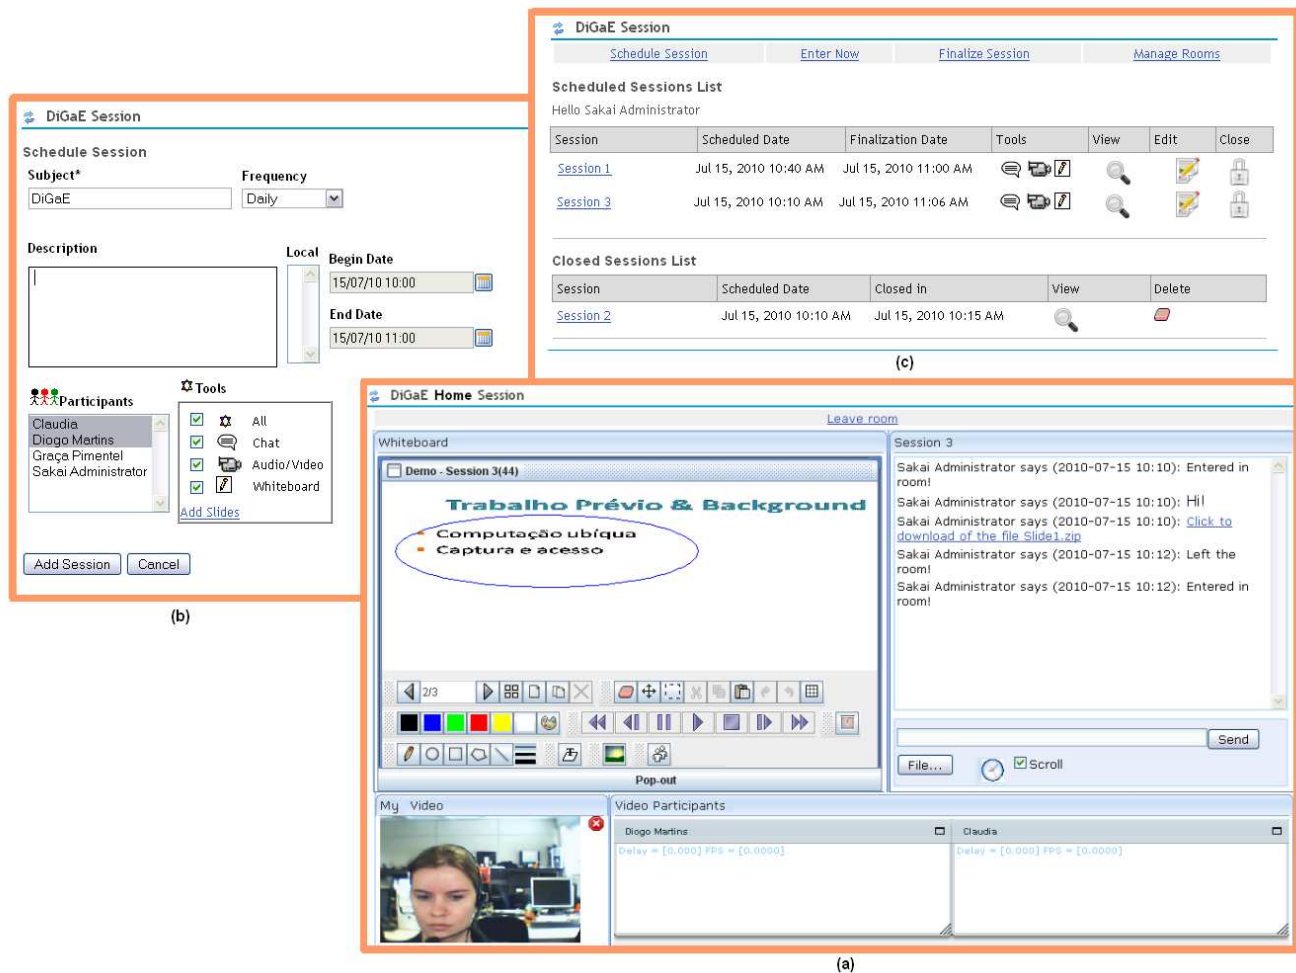 DiGaE Session
Schedule Session Enter Now Finalize Session Manage Rooms
Scheduled Sessions List
Hello Sakai Administrator
Session Scheduled Date Finalization Date Tools View Edit Close
Session 1 Jul 15, 2010 10:40 AM Jul 15, 2010 11:00 AM
Session 3 Jul 15, 2010 10:10 AM Jul 15, 2010 11:06 AM
Closed Sessions List
Session Scheduled Date Closed in View Delete
Session 2 Jul 15, 2010 10:10 AM Jul 15, 2010 10:15 AM
(c)
DiGaE Session
Schedule Session
Subject* Frequency
DiGaE Daily
Description Local Begin Date
15/07/10 10:00
End Date
15/07/10 11:00
Participants Tools
Claudia
Diogo Martins
Graça Pimentel
Sakai Administrator
All
Chat
Audio/Video
Whiteboard
Add Slides
Add Session Cancel
(b)
DiGaE Home Session
Leave room
Whiteboard
Demo - Session 3(44)
Trabalho Prévio & Background
Computação ubíqua
Captura e acesso
2/3
Pop-out
Session 3
Sakai Administrator says (2010-07-15 10:10): Entered in
room!
Sakai Administrator says (2010-07-15 10:10): Hi!
Sakai Administrator says (2010-07-15 10:10): Click to
download of the file Slide1.zip
Sakai Administrator says (2010-07-15 10:12): Left the
room!
Sakai Administrator says (2010-07-15 10:12): Entered in
room!
Send
File... Scroll
My Video Video Participants
Diogo Martins Claudia
Delay = [0.000] FPS = [0.0000] Delay = [0.000] FPS = [0.0000]
(a)